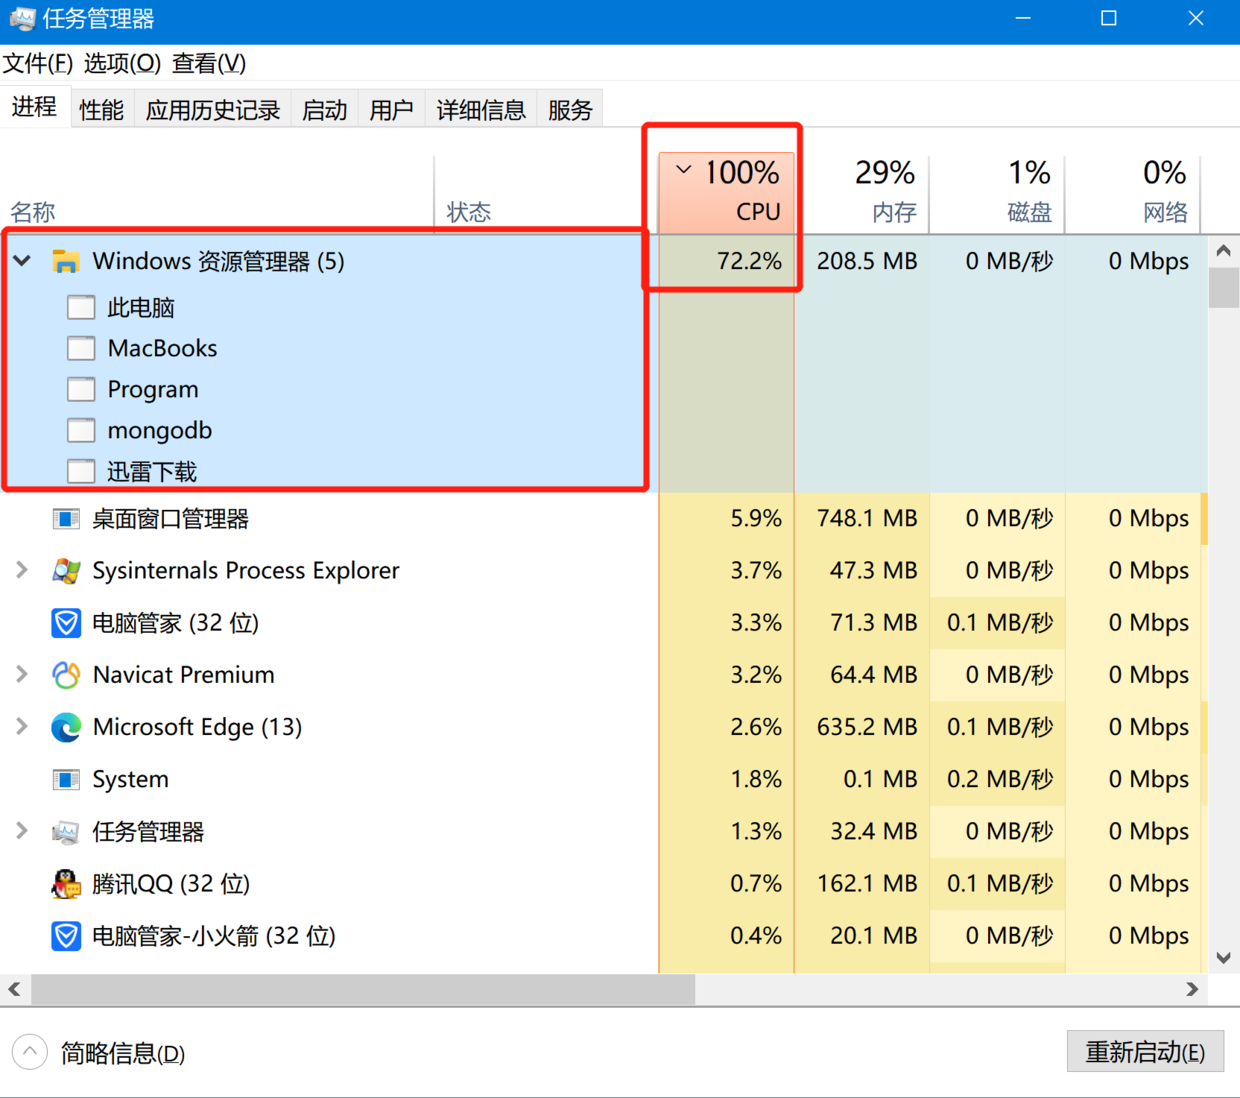 任务管理器
文件(F) 选项(O) 查看(V)
进程 性能 应用历史记录 启动 用户 详细信息 服务
100% 29% 1% 0%
名称 状态 CPU 内存 磁盘 网络
Windows 资源管理器 (5) 72.2% 208.5 MB 0 MB/秒 0 Mbps
此电脑
MacBooks
Program
mongodb
迅雷下载
桌面窗口管理器 5.9% 748.1 MB 0 MB/秒 0 Mbps
Sysinternals Process Explorer 3.7% 47.3 MB 0 MB/秒 0 Mbps
电脑管家 (32 位) 3.3% 71.3 MB 0.1 MB/秒 0 Mbps
Navicat Premium 3.2% 64.4 MB 0 MB/秒 0 Mbps
Microsoft Edge (13) 2.6% 635.2 MB 0.1 MB/秒 0 Mbps
System 1.8% 0.1 MB 0.2 MB/秒 0 Mbps
任务管理器 1.3% 32.4 MB 0 MB/秒 0 Mbps
腾讯QQ (32 位) 0.7% 162.1 MB 0.1 MB/秒 0 Mbps
电脑管家-小火箭 (32 位) 0.4% 20.1 MB 0 MB/秒 0 Mbps
简略信息(D) 重新启动(E)